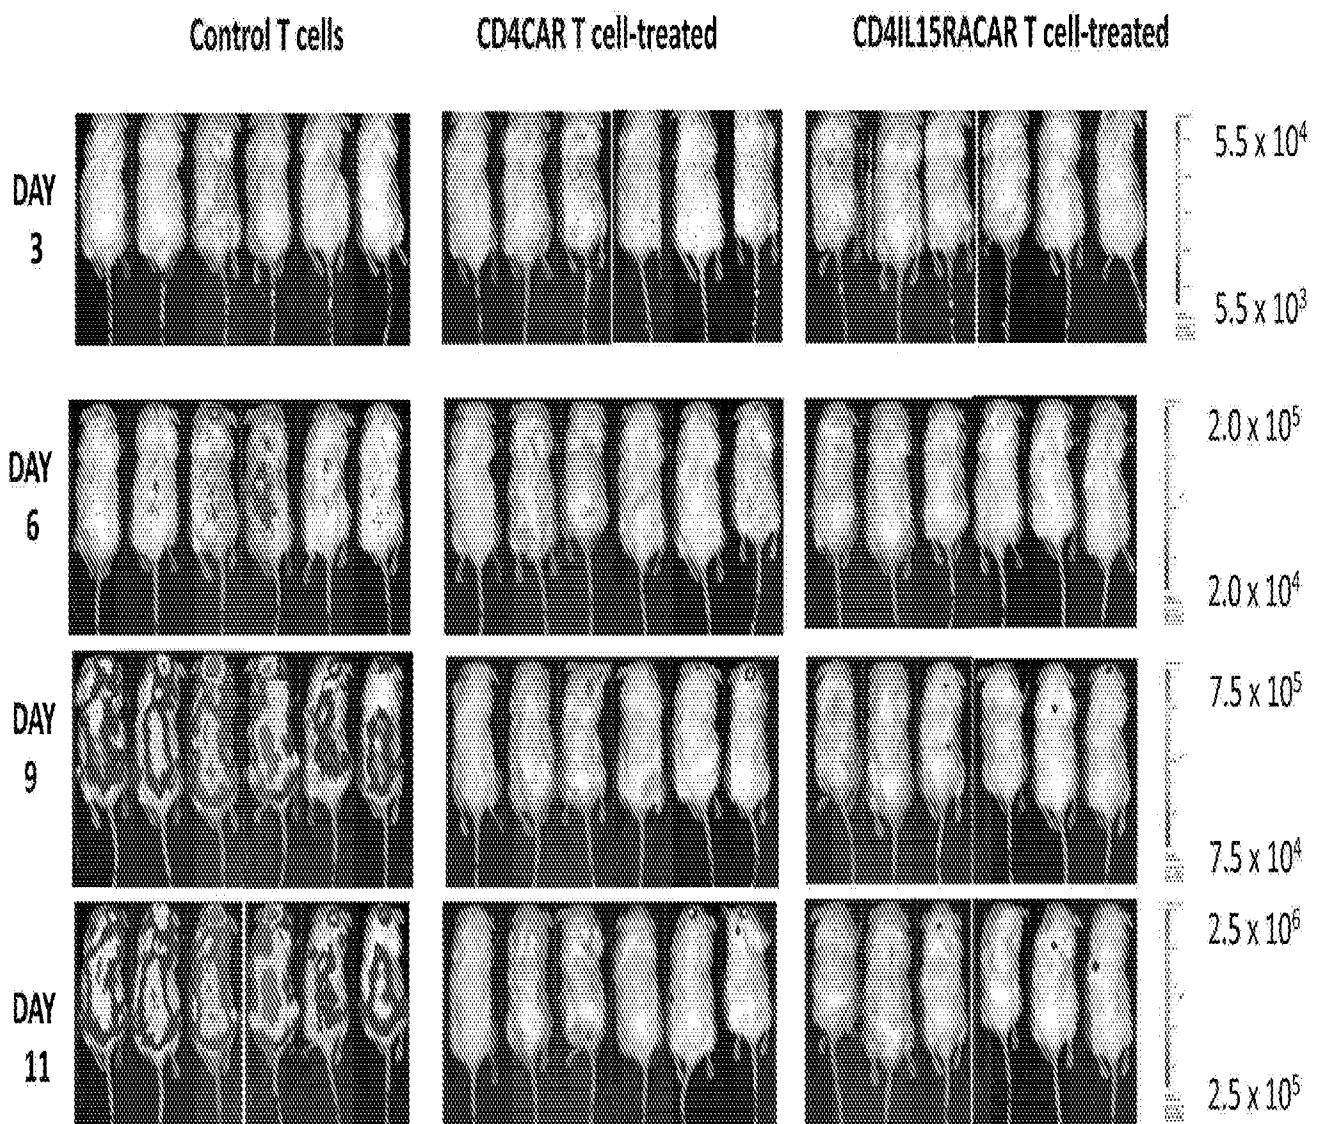 Control T cells
CD4CAR T cell-treated
CD4IL15RACAR T cell-treated
DAY
3
5.5 x 10⁴
5.5 x 10³
DAY
6
2.0 x 10⁵
2.0 x 10⁴
DAY
9
7.5 x 10⁵
7.5 x 10⁴
DAY
11
2.5 x 10⁶
2.5 x 10⁵